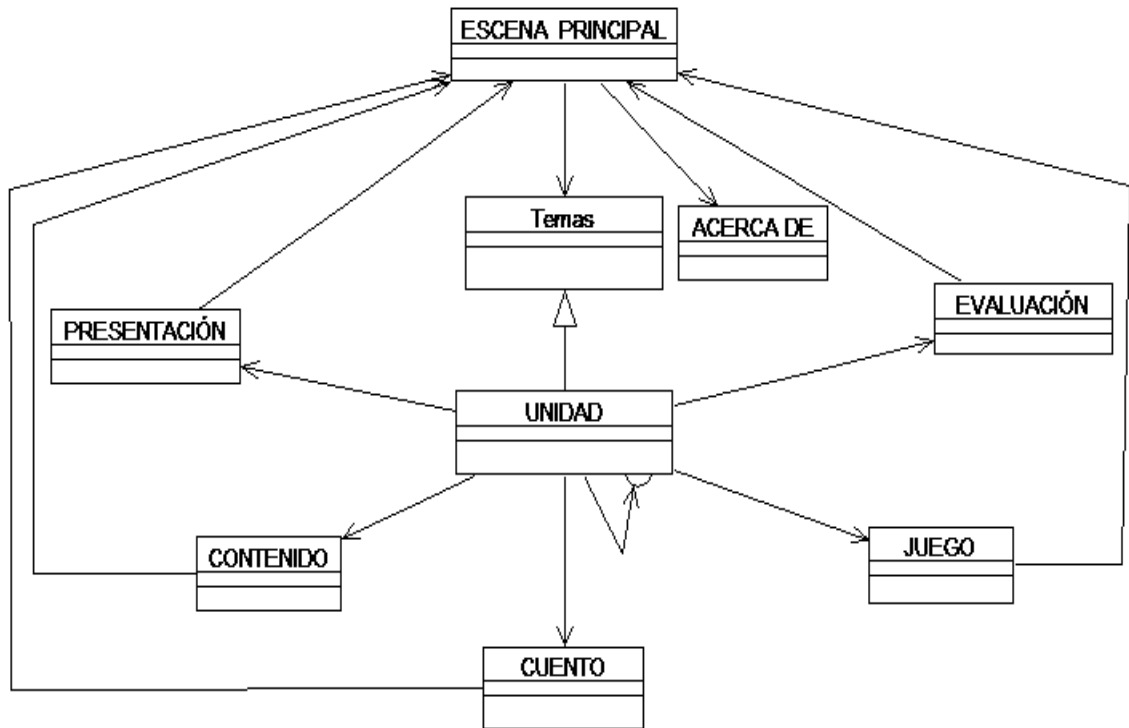 ESCENA PRINCIPAL
Temas
ACERCA DE
EVALUACIÓN
PRESENTACIÓN
UNIDAD
CONTENIDO
JUEGO
CUENTO